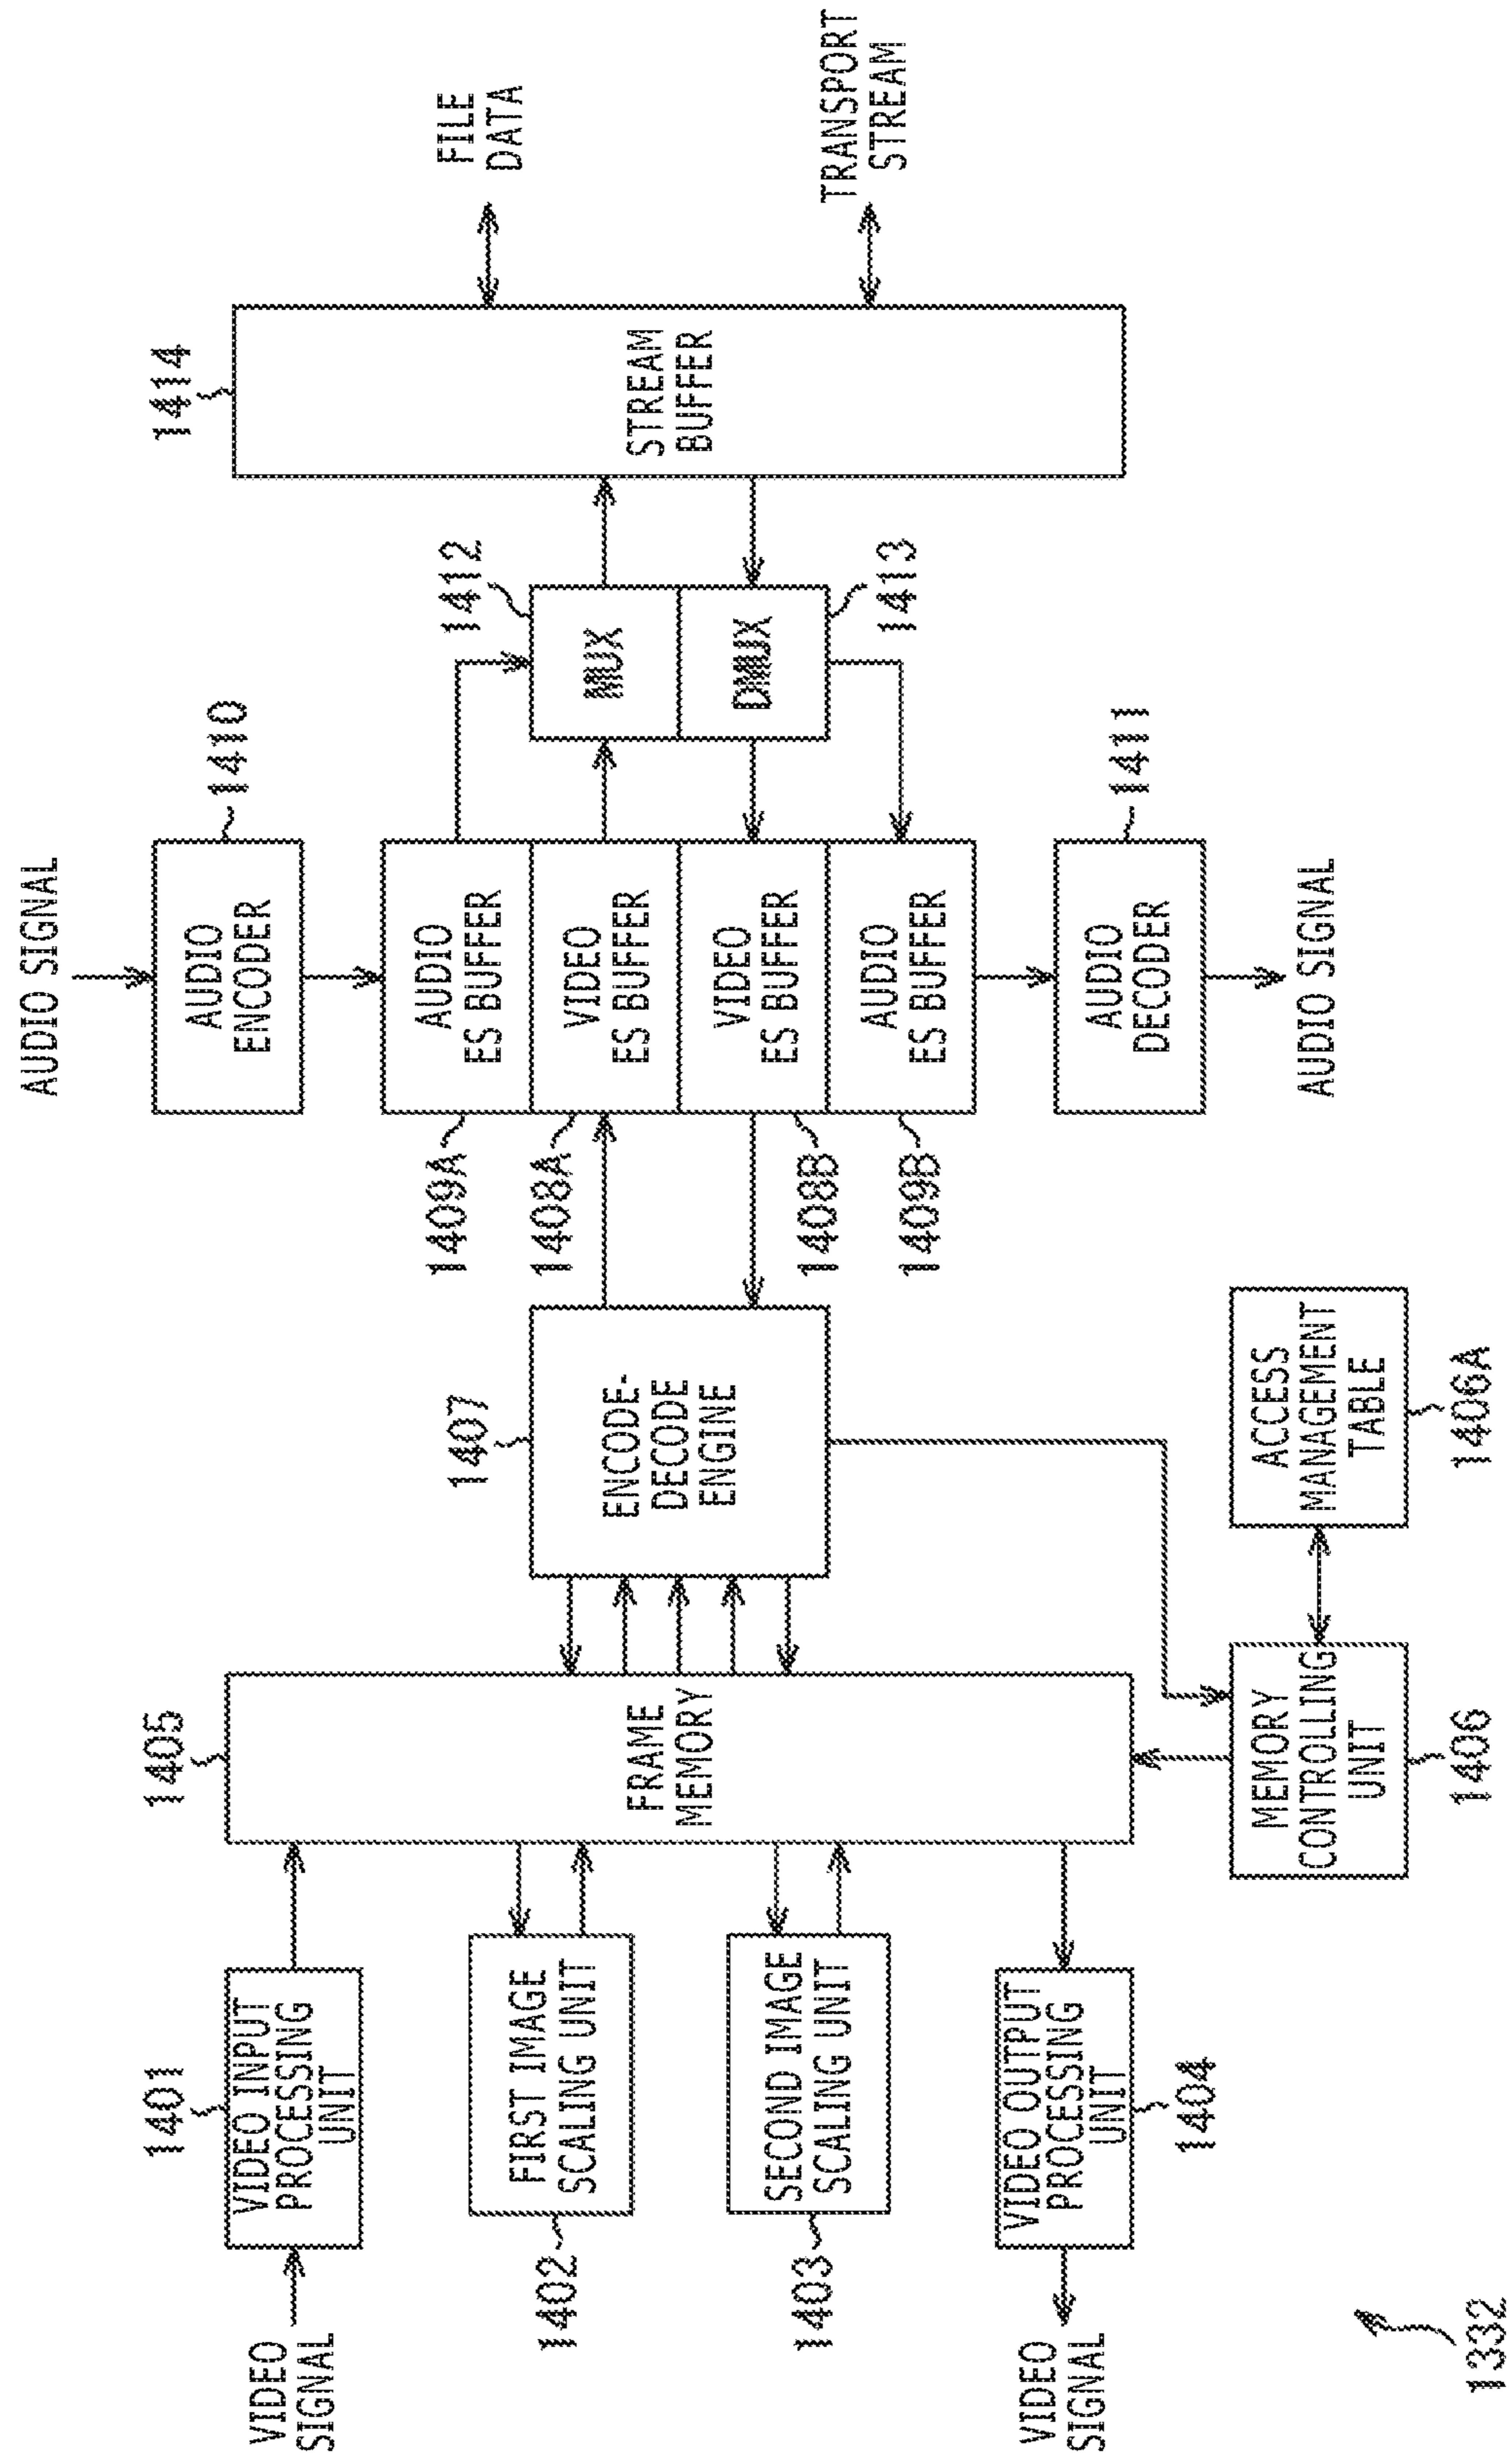 VIDEO
SIGNAL
1401
VIDEO INPUT
PROCESSING
UNIT
FIRST IMAGE
SCALING UNIT
1402
SECOND IMAGE
SCALING UNIT
1403
VIDEO OUTPUT
PROCESSING
UNIT
1404
VIDEO
SIGNAL
1405
FRAME
MEMORY
MEMORY
CONTROLLING
UNIT
1406
ACCESS
MANAGEMENT
TABLE
1406A
1407
ENCODE-
DECODE
ENGINE
AUDIO SIGNAL
AUDIO
ENCODER
1410
1409A
AUDIO
ES BUFFER
1408A
VIDEO
ES BUFFER
1408B
VIDEO
ES BUFFER
1409B
AUDIO
ES BUFFER
AUDIO
DECODER
1411
AUDIO SIGNAL
1412
MUX
DMUX
1413
1414
STREAM
BUFFER
FILE
DATA
TRANSPORT
STREAM
1332